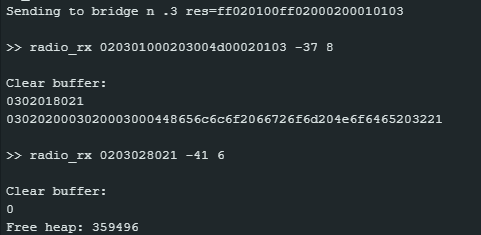 Sending to bridge n .3 res=ff020100ff02000200010103
>> radio_rx 020301000203004d00020103 -37 8
Clear buffer:
0302018021
0302020003020003000448656c6c6f2066726f6d204e6f6465203221
>> radio_rx 0203028021 -41 6
Clear buffer:
0
Free heap: 359496